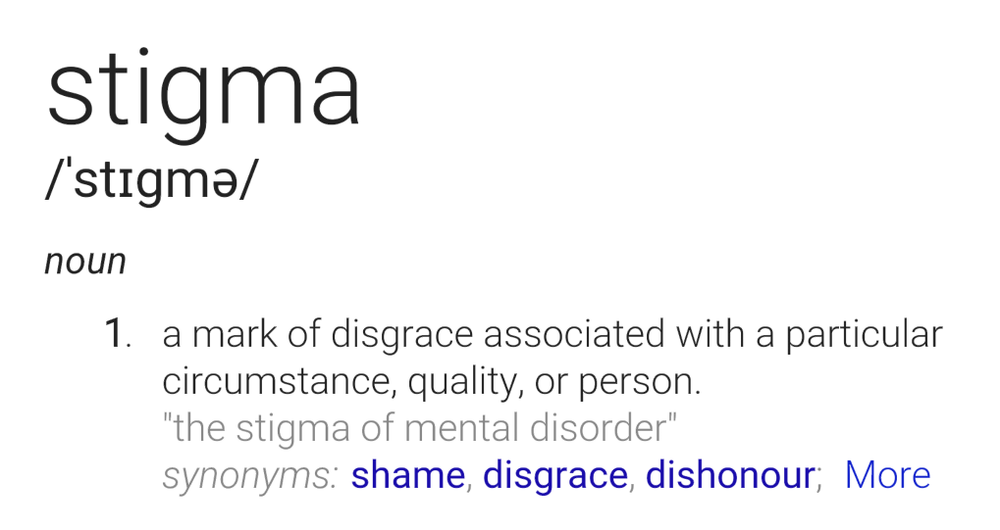 stigma
/ˈstɪɡmə/
noun
1. a mark of disgrace associated with a particular
circumstance, quality, or person.
"the stigma of mental disorder"
synonyms: shame, disgrace, dishonour; More